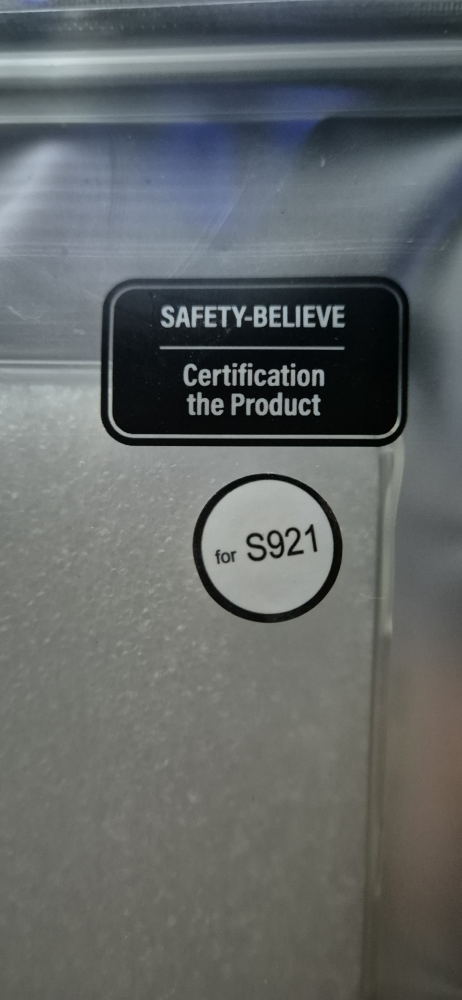 SAFETY-BELIEVE
Certification
the Product
for S921